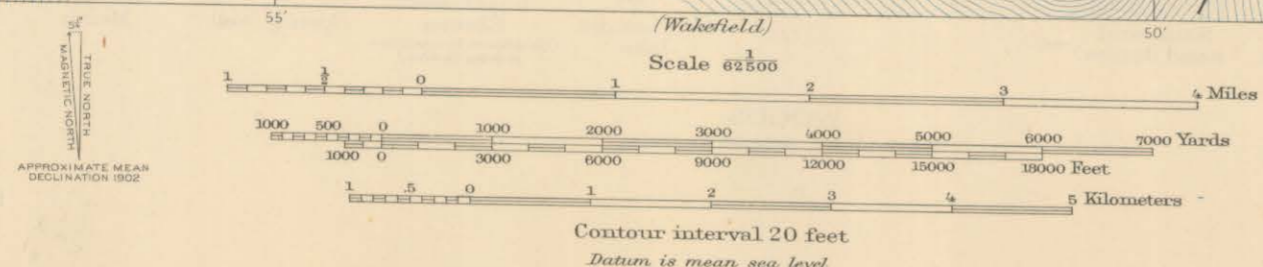 55′ 50′
(Wakefield)
Scale 1/62500
1 ½ 0 1 2 3 4 Miles
1000 500 0 1000 2000 3000 4000 5000 6000 7000 Yards
1000 0 3000 6000 9000 12000 15000 18000 Feet
1 .5 0 1 2 3 4 5 Kilometers
Contour interval 20 feet
Datum is mean sea level
TRUE NORTH
MAGNETIC NORTH
APPROXIMATE MEAN
DECLINATION 1902